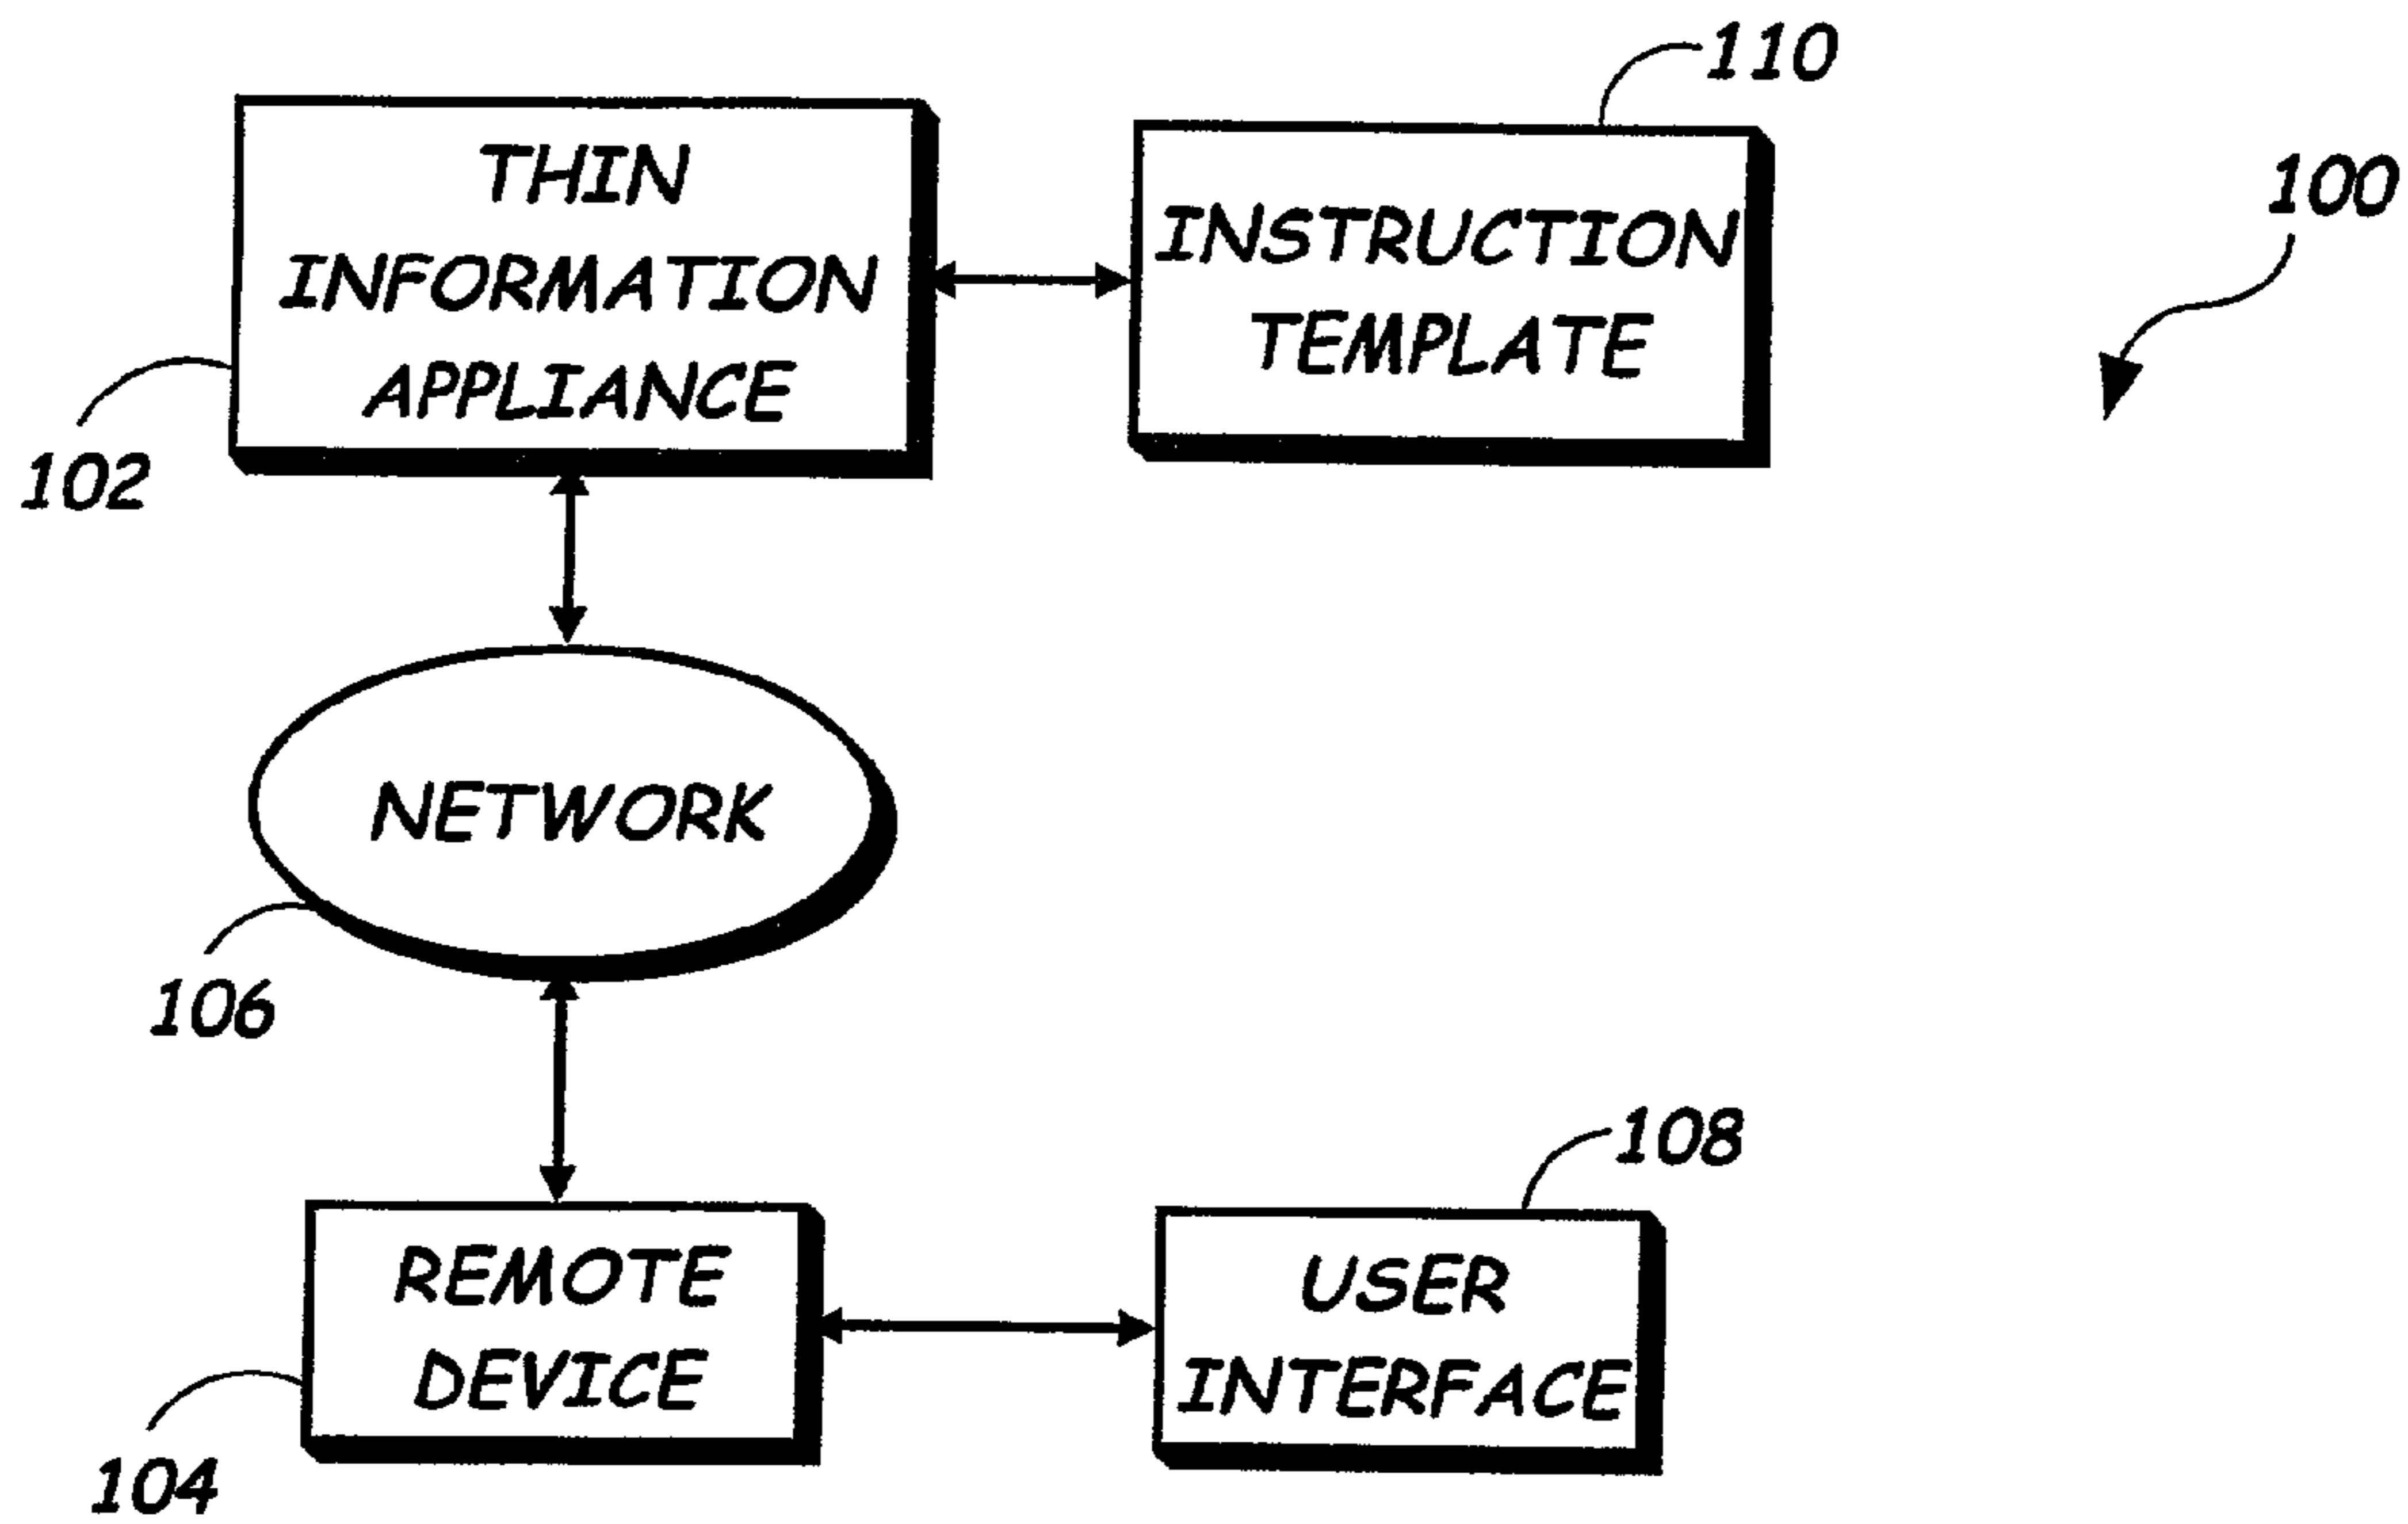 110
THIN
INFORMATION
APPLIANCE
INSTRUCTION
TEMPLATE
100
102
NETWORK
106
108
REMOTE
DEVICE
USER
INTERFACE
104